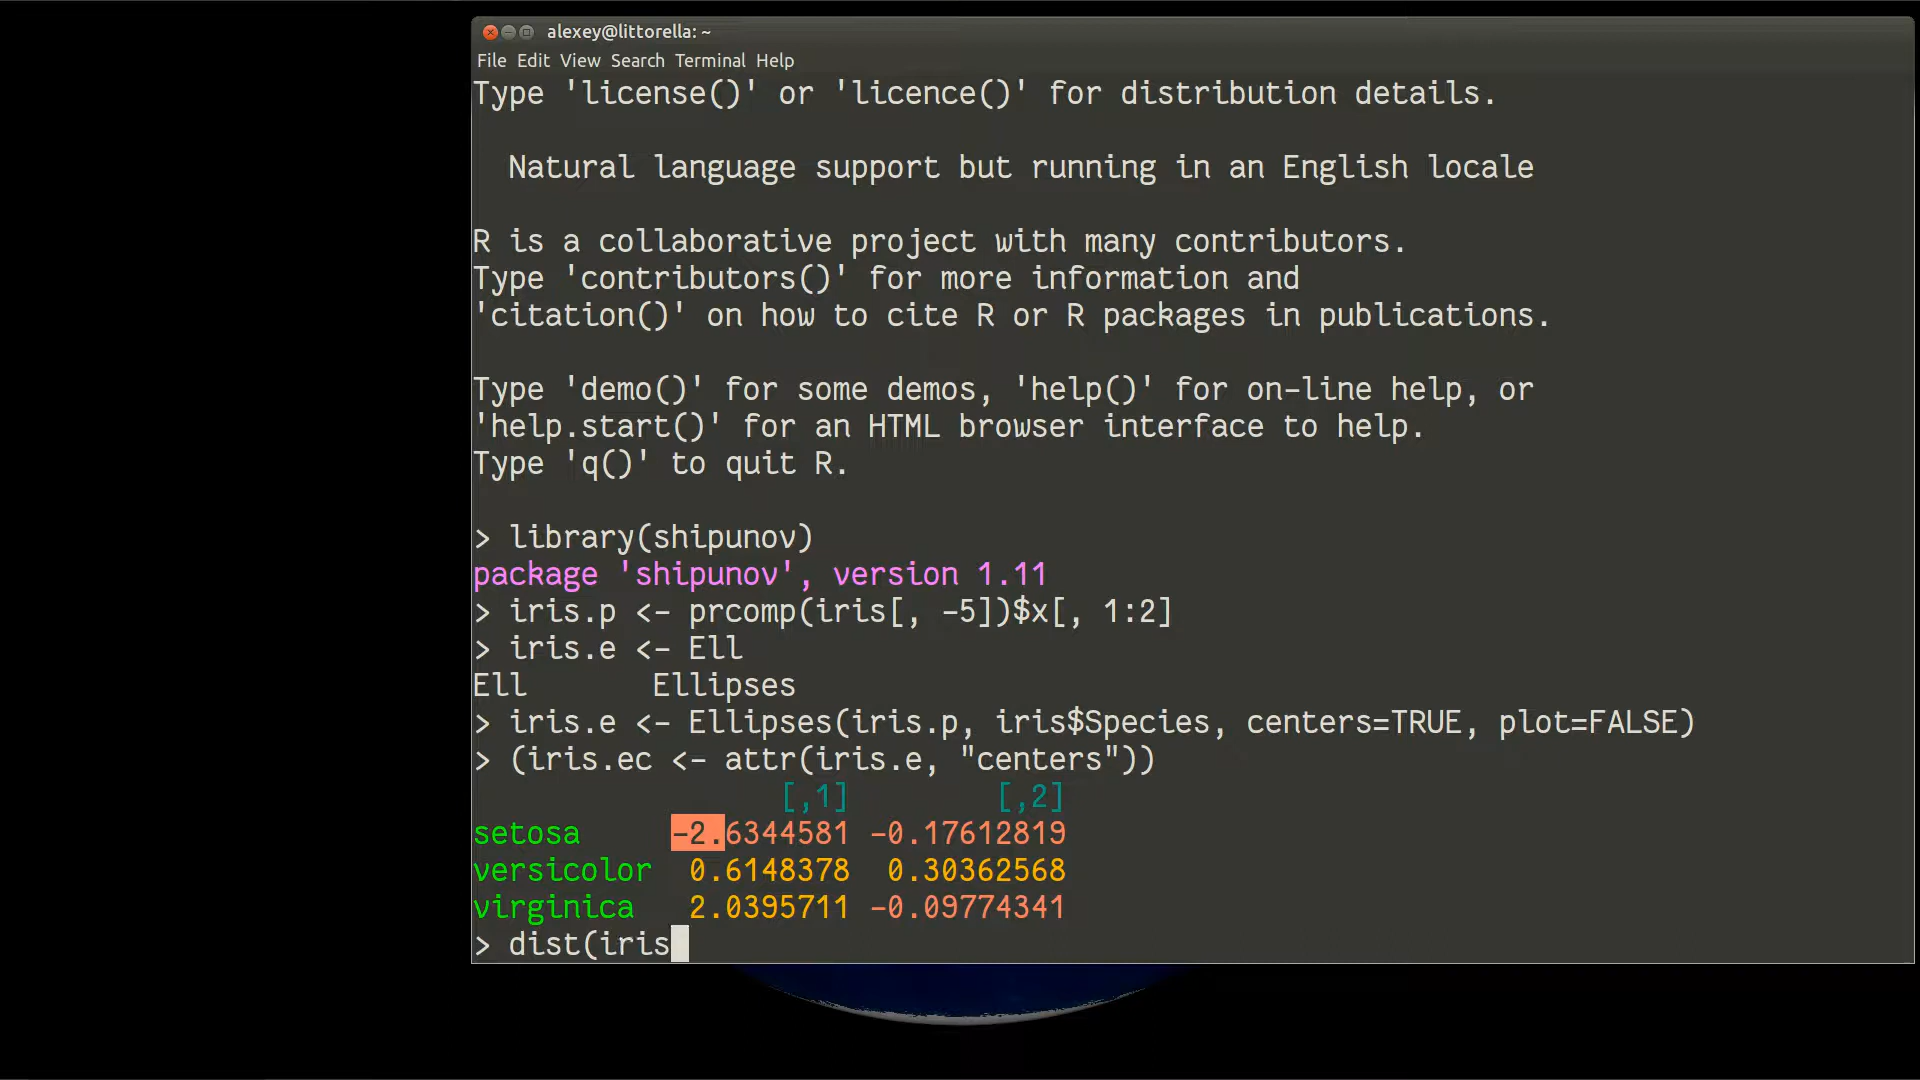 alexey@littorella: ~
File Edit View Search Terminal Help
Type 'license()' or 'licence()' for distribution details.
Natural language support but running in an English locale
R is a collaborative project with many contributors.
Type 'contributors()' for more information and
'citation()' on how to cite R or R packages in publications.
Type 'demo()' for some demos, 'help()' for on-line help, or
'help.start()' for an HTML browser interface to help.
Type 'q()' to quit R.
> library(shipunov)
package 'shipunov', version 1.11
> iris.p <- prcomp(iris[, -5])$x[, 1:2]
> iris.e <- Ell
Ell       Ellipses
> iris.e <- Ellipses(iris.p, iris$Species, centers=TRUE, plot=FALSE)
> (iris.ec <- attr(iris.e, "centers"))
[,1]        [,2]
setosa     -2.6344581 -0.17612819
versicolor  0.6148378  0.30362568
virginica   2.0395711 -0.09774341
> dist(iris